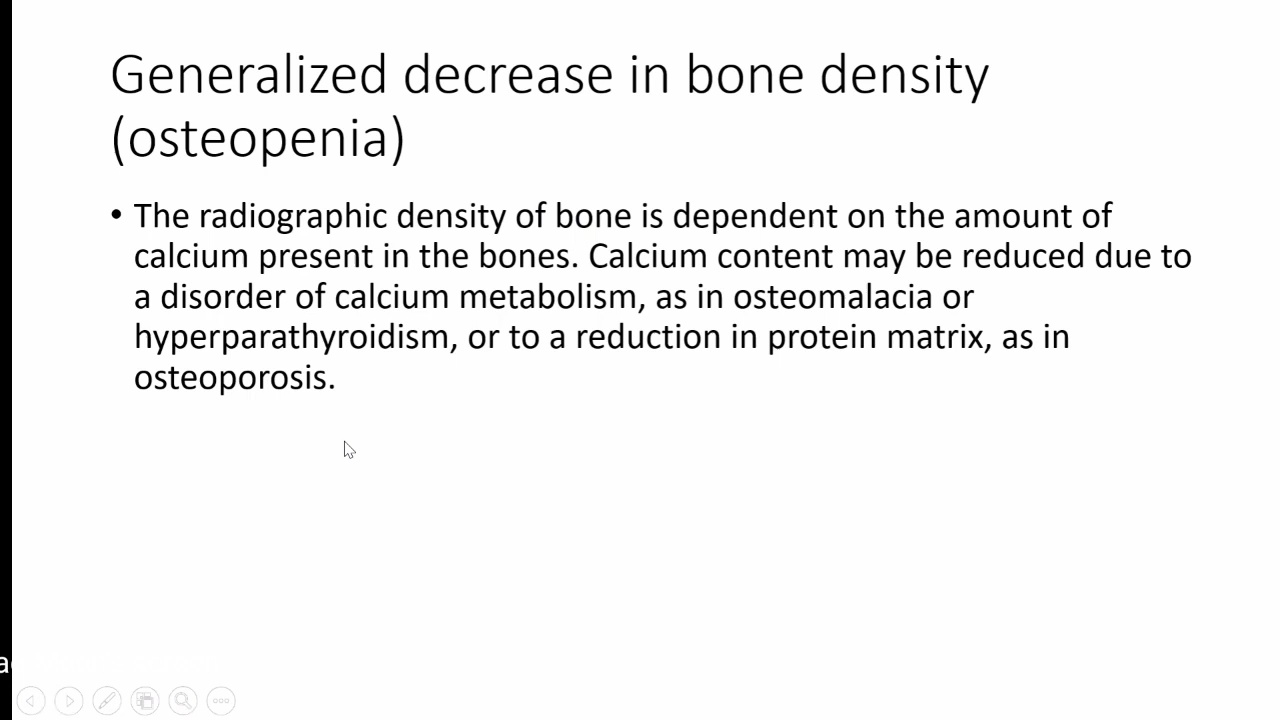 Generalized decrease in bone density
(osteopenia)
• The radiographic density of bone is dependent on the amount of
calcium present in the bones. Calcium content may be reduced due to
a disorder of calcium metabolism, as in osteomalacia or
hyperparathyroidism, or to a reduction in protein matrix, as in
osteoporosis.